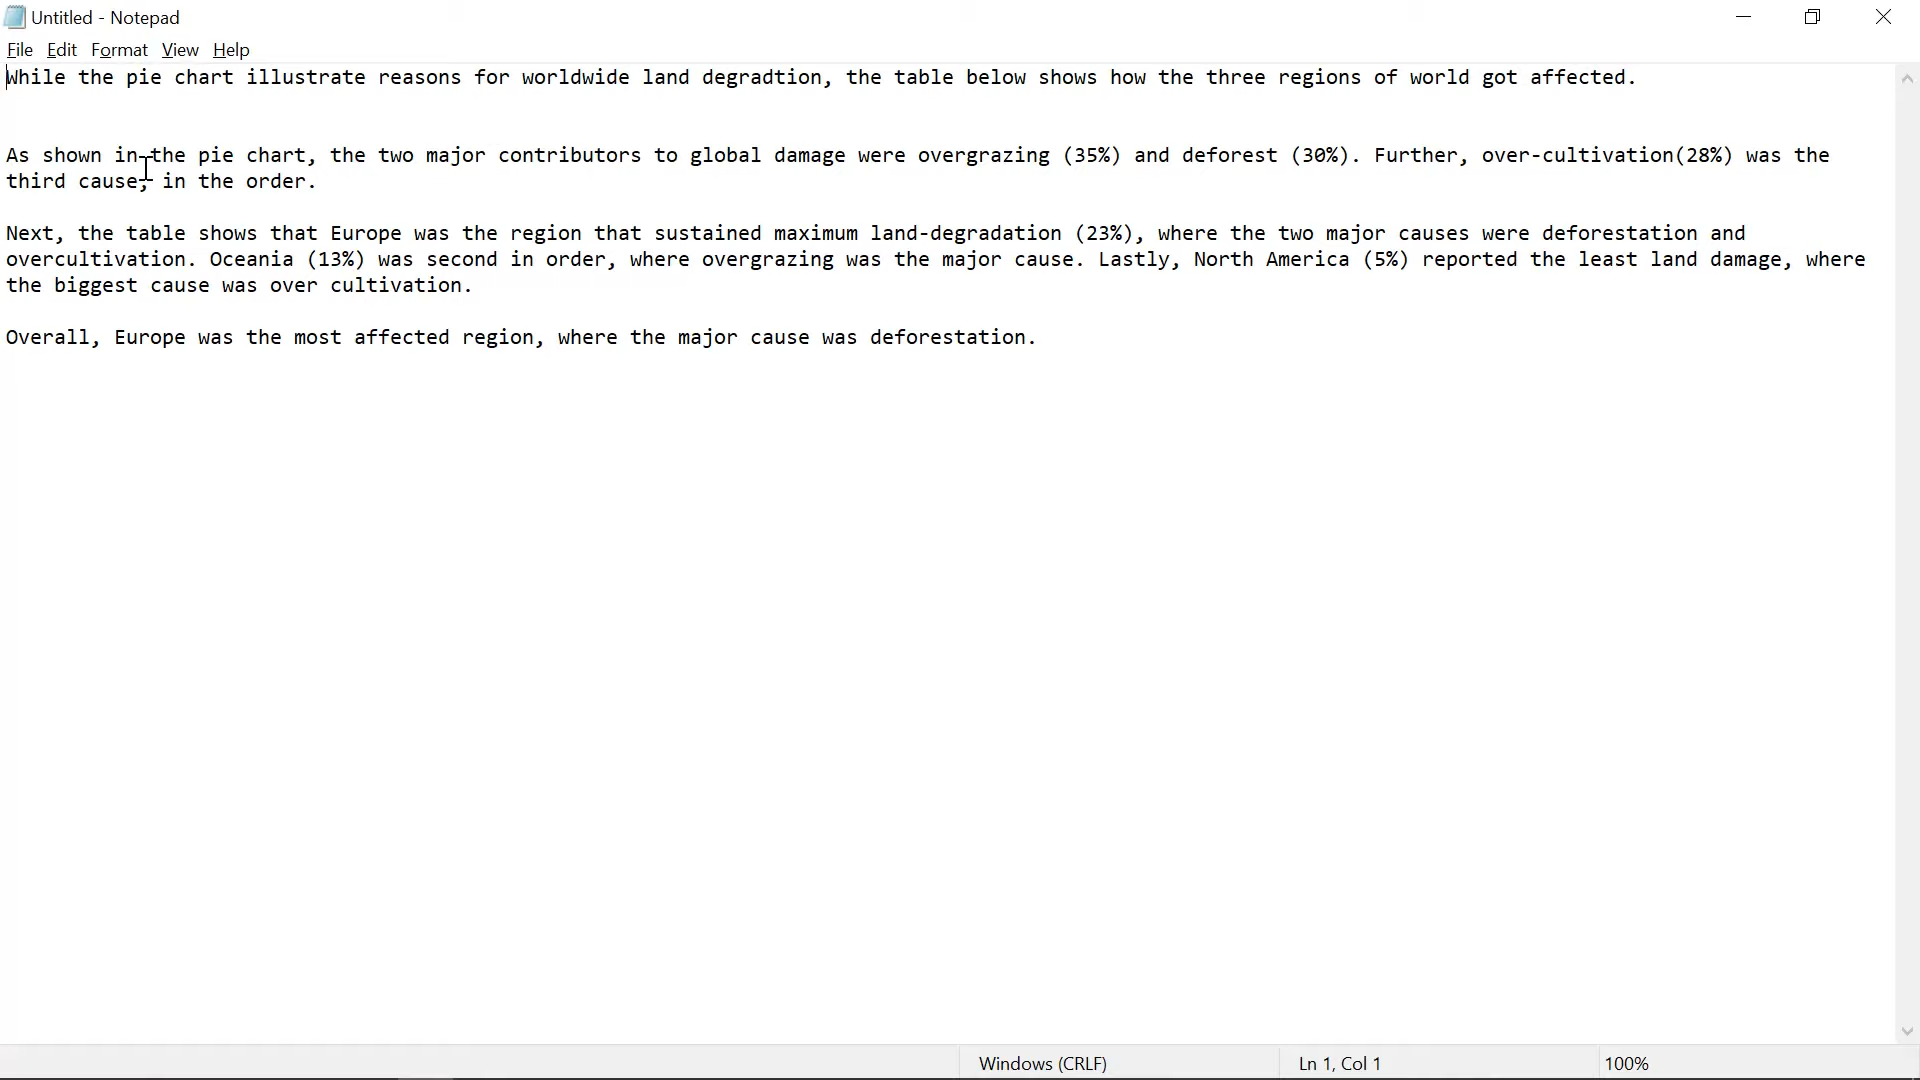 Untitled - Notepad
File Edit Format View Help
While the pie chart illustrate reasons for worldwide land degradtion, the table below shows how the three regions of world got affected.
As shown in the pie chart, the two major contributors to global damage were overgrazing (35%) and deforest (30%). Further, over-cultivation(28%) was the
third cause, in the order.
Next, the table shows that Europe was the region that sustained maximum land-degradation (23%), where the two major causes were deforestation and
overcultivation. Oceania (13%) was second in order, where overgrazing was the major cause. Lastly, North America (5%) reported the least land damage, where
the biggest cause was over cultivation.
Overall, Europe was the most affected region, where the major cause was deforestation.
Windows (CRLF) Ln 1, Col 1 100%